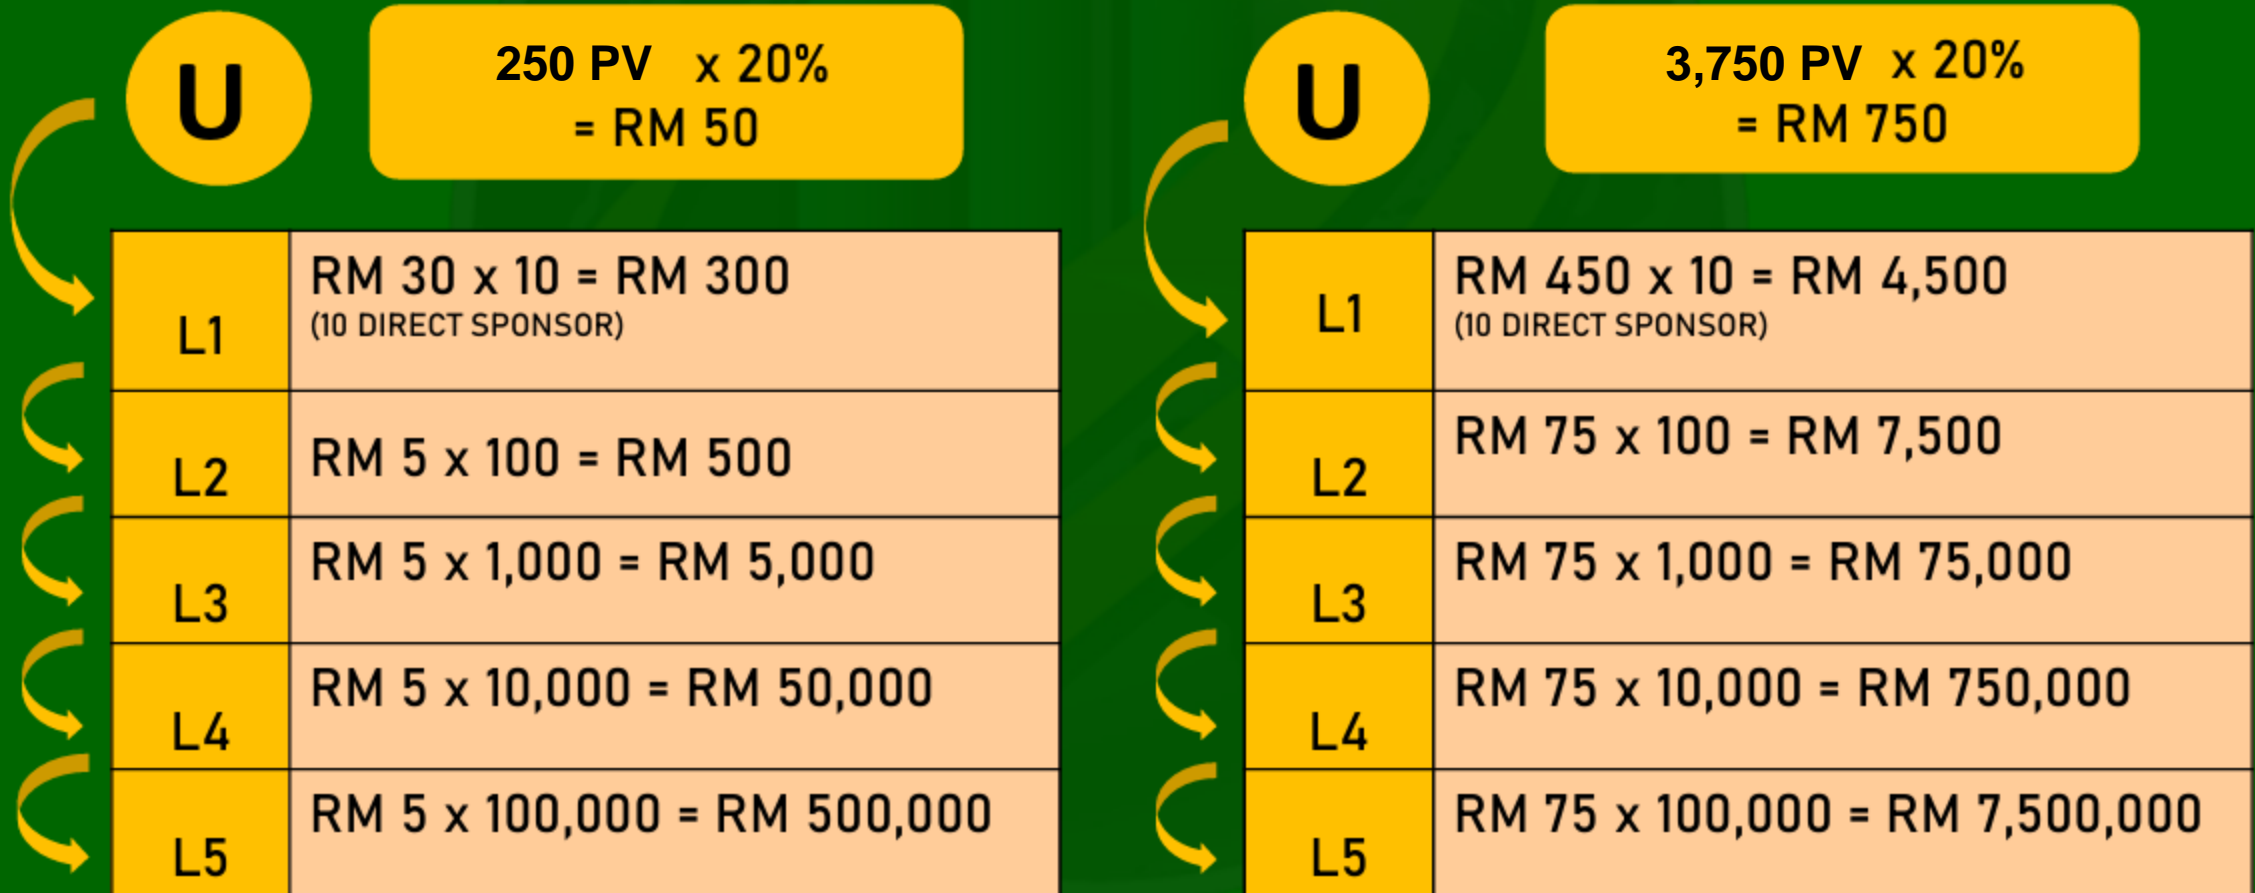 U
250 PV x 20%
= RM 50
L1
RM 30 x 10 = RM 300
(10 DIRECT SPONSOR)
L2
RM 5 x 100 = RM 500
L3
RM 5 x 1,000 = RM 5,000
L4
RM 5 x 10,000 = RM 50,000
L5
RM 5 x 100,000 = RM 500,000
U
3,750 PV x 20%
= RM 750
L1
RM 450 x 10 = RM 4,500
(10 DIRECT SPONSOR)
L2
RM 75 x 100 = RM 7,500
L3
RM 75 x 1,000 = RM 75,000
L4
RM 75 x 10,000 = RM 750,000
L5
RM 75 x 100,000 = RM 7,500,000